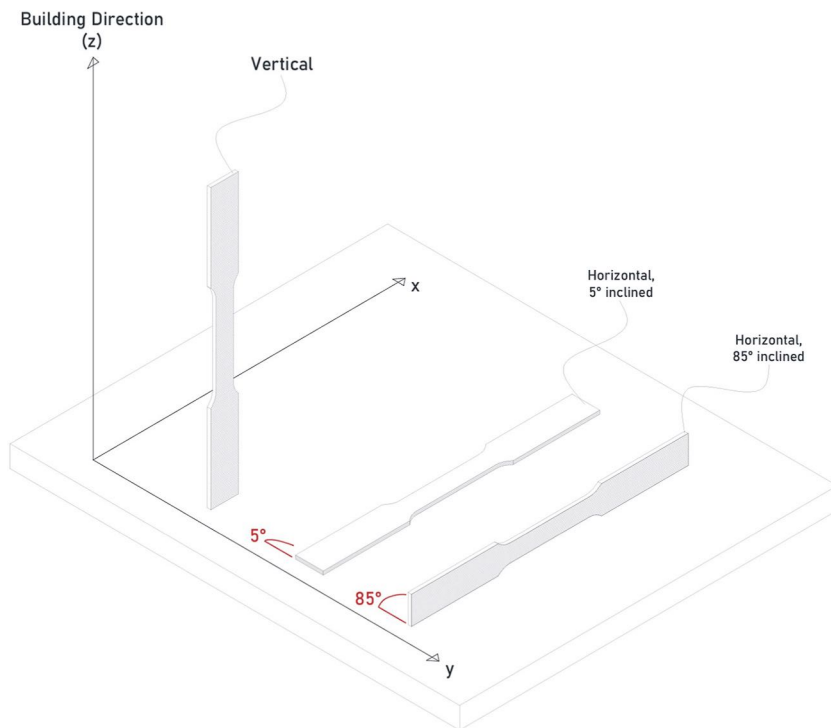 Building Direction
(z)
Vertical
x
Horizontal,
5° inclined
Horizontal,
85° inclined
5°
85°
y